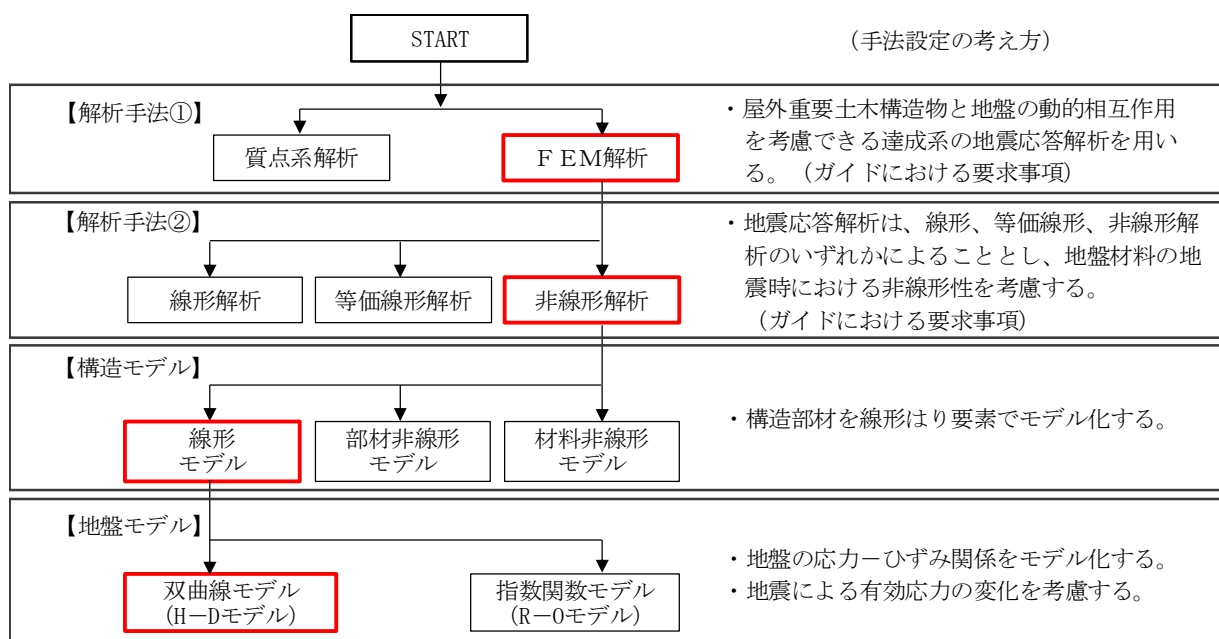 START
(手法設定の考え方)
【解析手法①】
質点系解析
FEM解析
・屋外重要土木構造物と地盤の動的相互作用
を考慮できる達成系の地震応答解析を用い
る。(ガイドにおける要求事項)
【解析手法②】
線形解析
等価線形解析
非線形解析
・地震応答解析は、線形、等価線形、非線形解
析のいずれかによることとし、地盤材料の地
震時における非線形性を考慮する。
(ガイドにおける要求事項)
【構造モデル】
線形
モデル
部材非線形
モデル
材料非線形
モデル
・構造部材を線形はり要素でモデル化する。
【地盤モデル】
双曲線モデル
(H-Dモデル)
指数関数モデル
(R-Oモデル)
・地盤の応力-ひずみ関係をモデル化する。
・地震による有効応力の変化を考慮する。